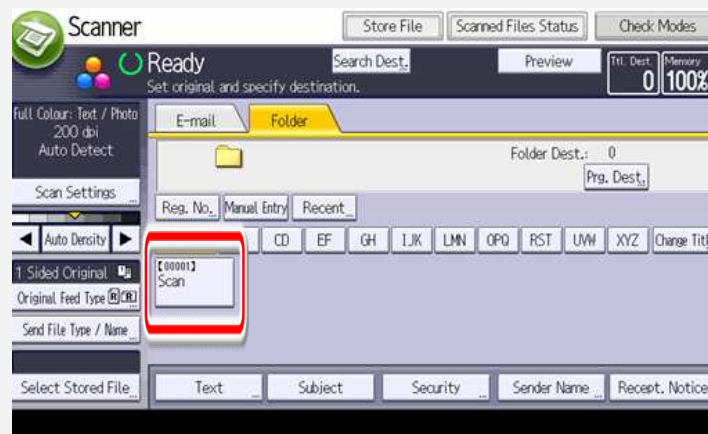 Scanner
Store File
Scanned Files Status
Check Modes
Ready
Search Dest.
Preview
Ttl. Dest.
0
Memory
100%
Set original and specify destination.
Full Colour: Text / Photo
200 dpi
Auto Detect
Scan Settings
Auto Density
1 Sided Original
Original Feed Type
Send File Type / Name
Select Stored File
E-mail
Folder
Folder Dest.: 0
Prg. Dest.
Reg. No.
Manual Entry
Recent
CD
EF
GH
IJK
LMN
OPQ
RST
UVW
XYZ
Change Titl
【00001】
Scan
Text
Subject
Security
Sender Name
Recept. Notice